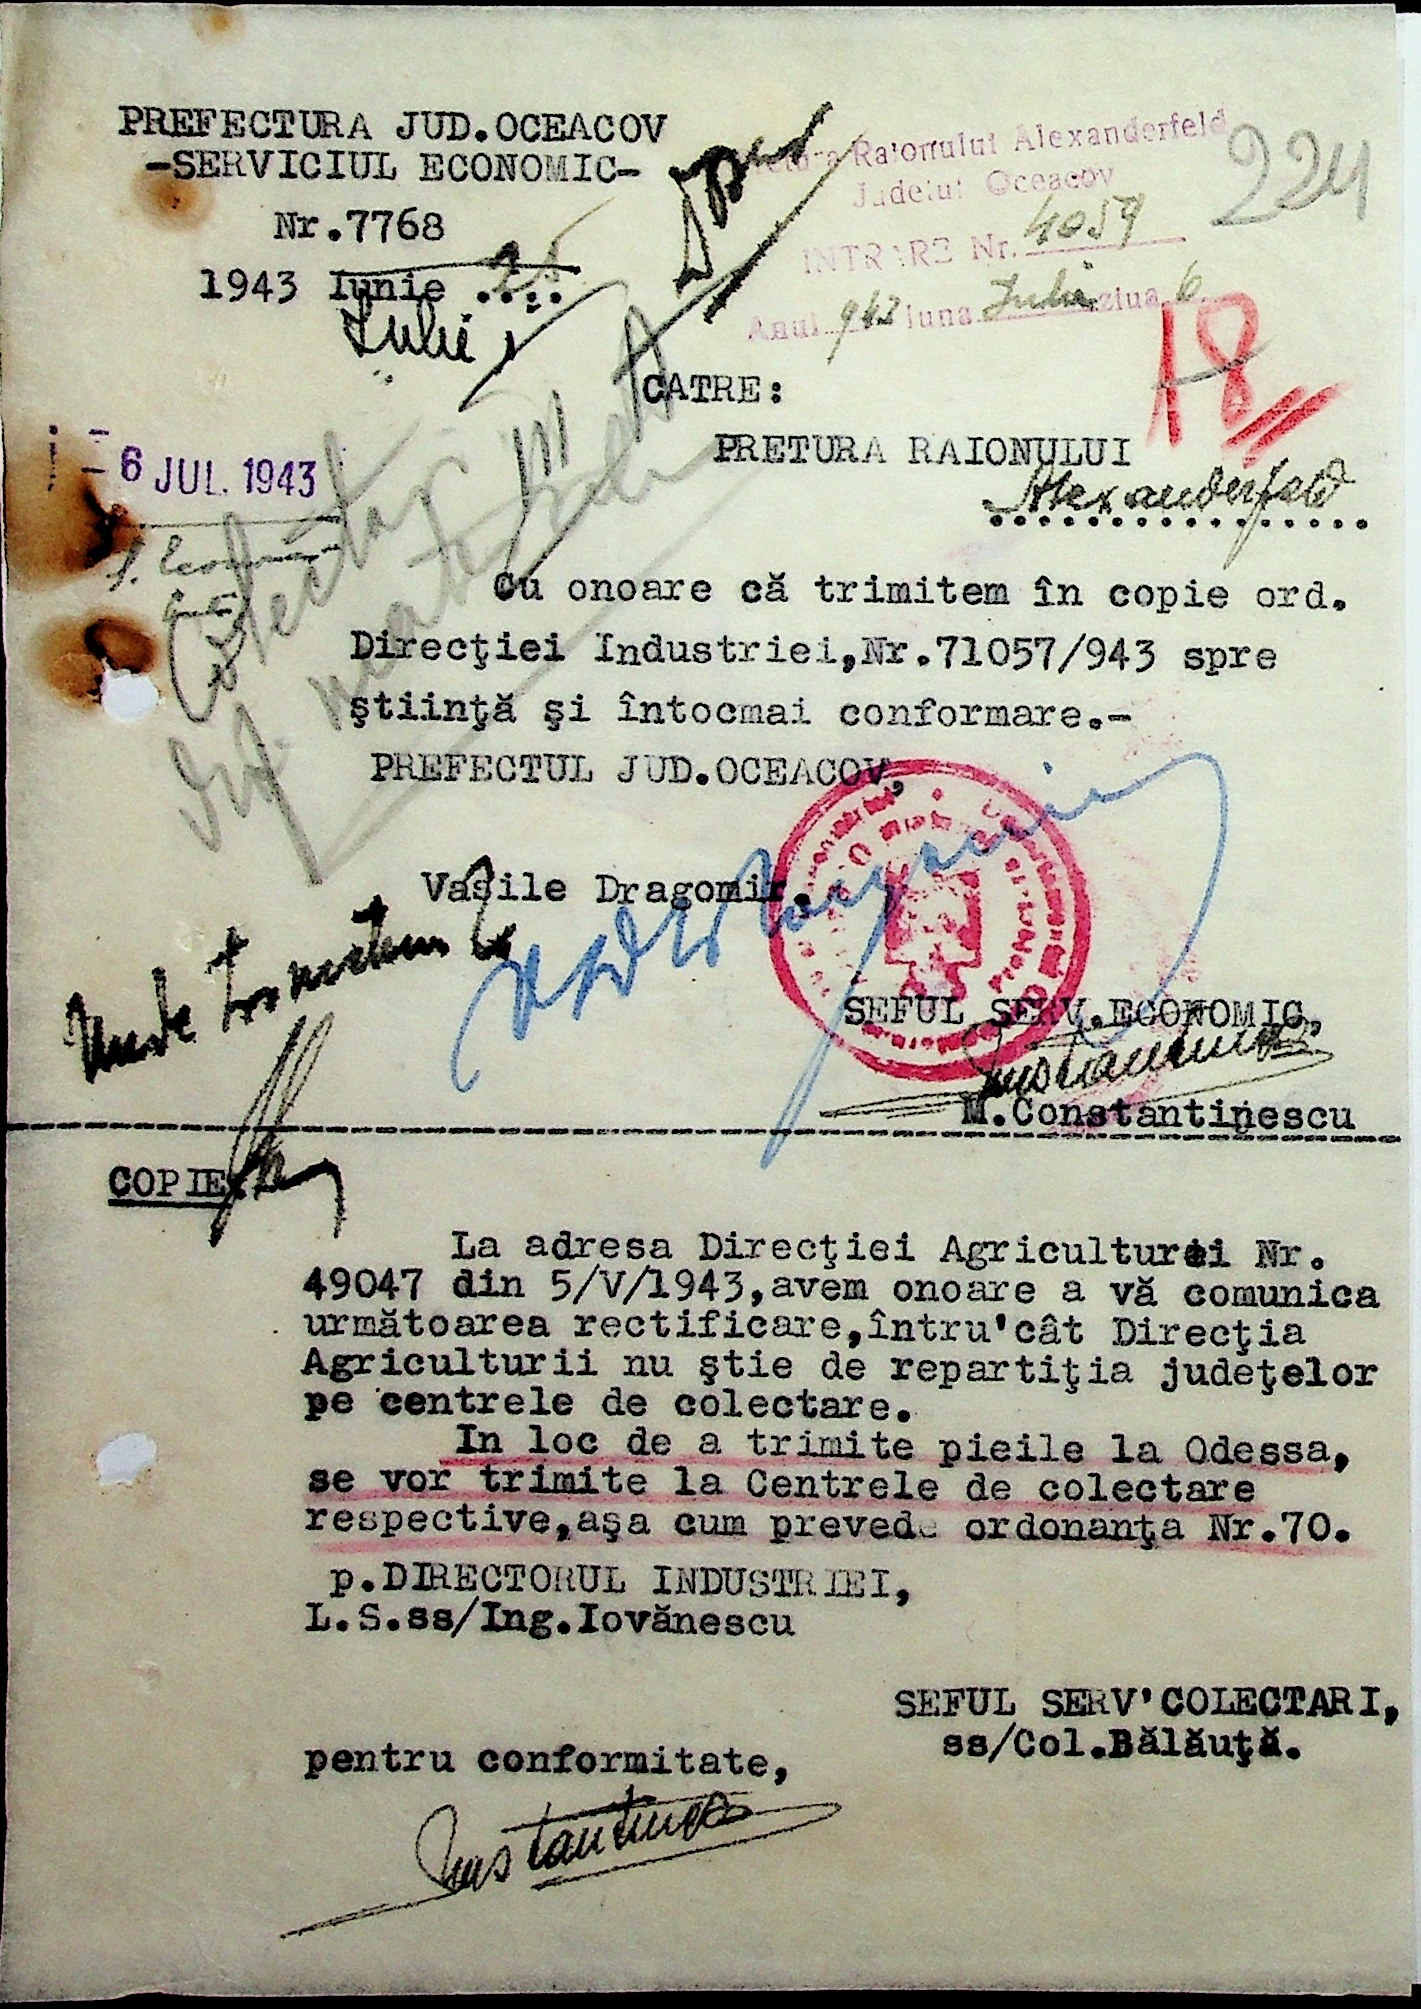 PREFECTURA JUD.OCEACOV
-SERVICIUL ECONOMIC-
Nr.7768
1943 Iunie ....
Iulie 1
Raionului Alexanderfeld
Judetul Oceacov
INTRARE Nr. 4059
Anul 943 luna Iulie ziua 6
224
18
CATRE:
PRETURA RAIONULUI
Alexanderfeld
- 6 JUL. 1943
Cu onoare că trimitem în copie ord.
Direcţiei Industriei,Nr.71057/943 spre
ştiinţă şi întocmai conformare.-
PREFECTUL JUD.OCEACOV,
Vasile Dragomir.
SEFUL SERV.ECONOMIC,
M.Constantinescu
COPIE.
La adresa Direcţiei Agriculturei Nr.
49047 din 5/V/1943,avem onoare a vă comunica
următoarea rectificare,întru'cât Direcţia
Agriculturii nu ştie de repartiţia judeţelor
pe centrele de colectare.
In loc de a trimite pieile la Odessa,
se vor trimite la Centrele de colectare
respective,aşa cum prevede ordonanţa Nr.70.
p.DIRECTORUL INDUSTRIEI,
L.S.ss/Ing.Iovănescu
SEFUL SERV'COLECTARI,
ss/Col.Bălăuţă.
pentru conformitate,